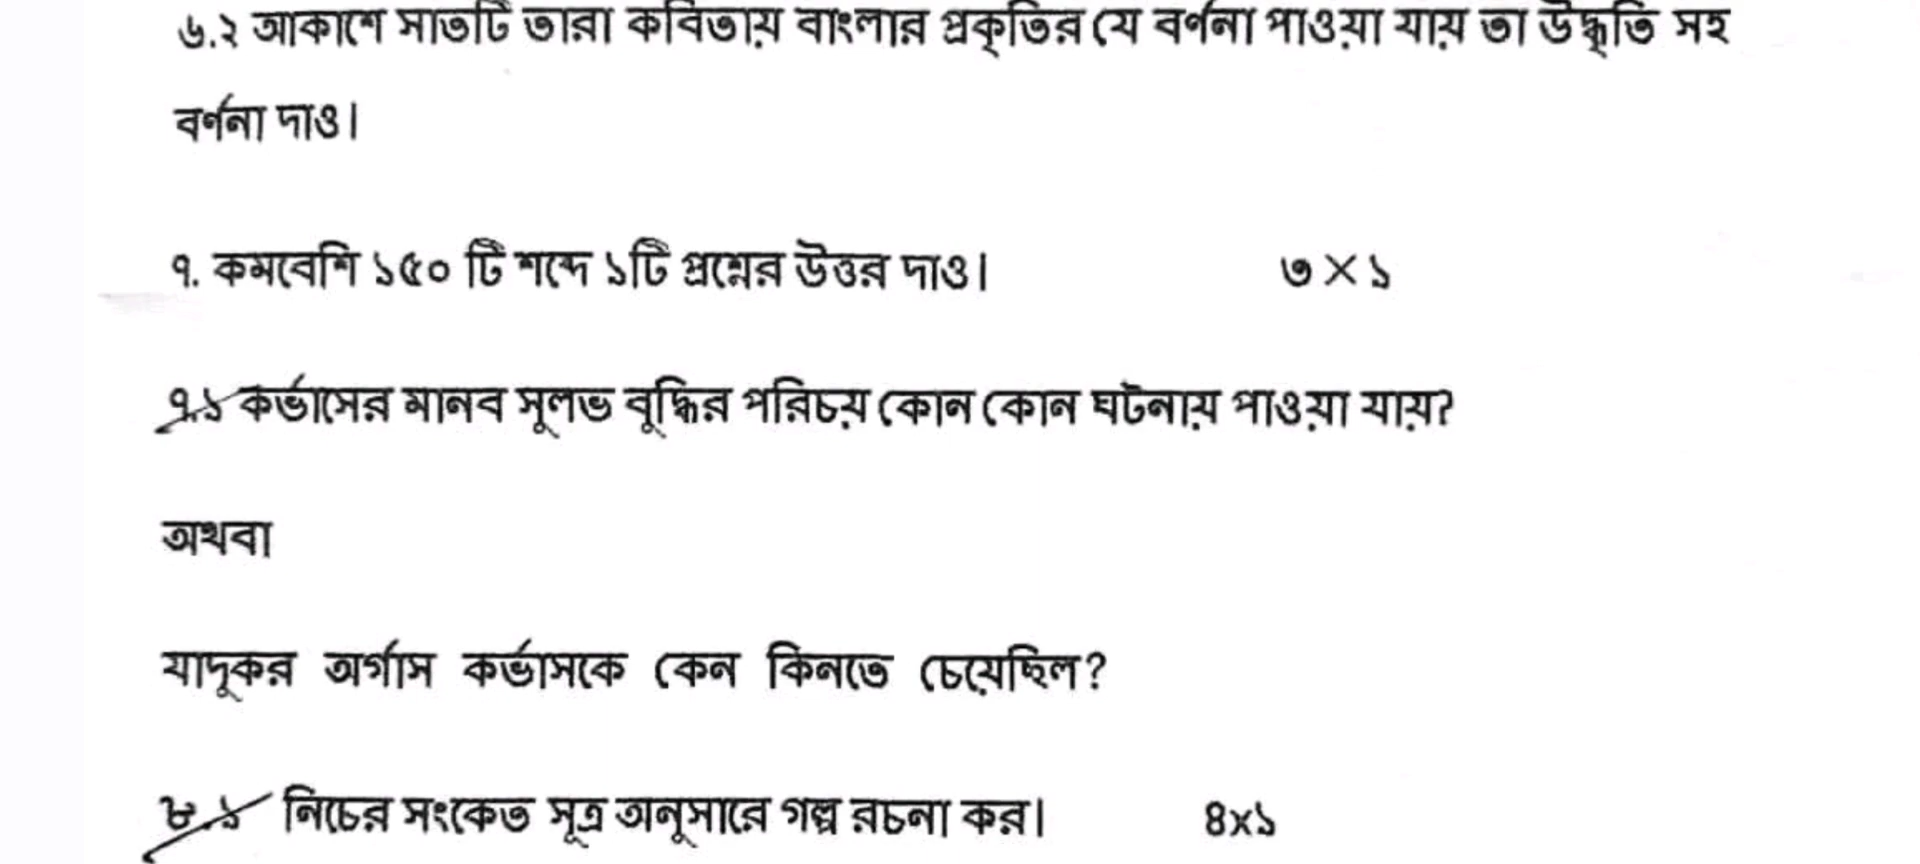 ৬.২ আকাশে সাতটি তারা কবিতায় বাংলার প্রকৃতির যে বর্ণনা পাওয়া যায় তা উদ্ধৃতি সহ
বর্ণনা দাও।
৭. কমবেশি ১৫০ টি শব্দে ১টি প্রশ্নের উত্তর দাও। ৩ × ১
৭.১ কর্ভাসের মানব সূলভ বুদ্ধির পরিচয় কোন কোন ঘটনায় পাওয়া যায়?
অথবা
যাদুকর অর্গাস কর্ভাসকে কেন কিনতে চেয়েছিল?
৮.১ নিচের সংকেত সূত্র অনুসারে গল্প রচনা কর। ৪x১